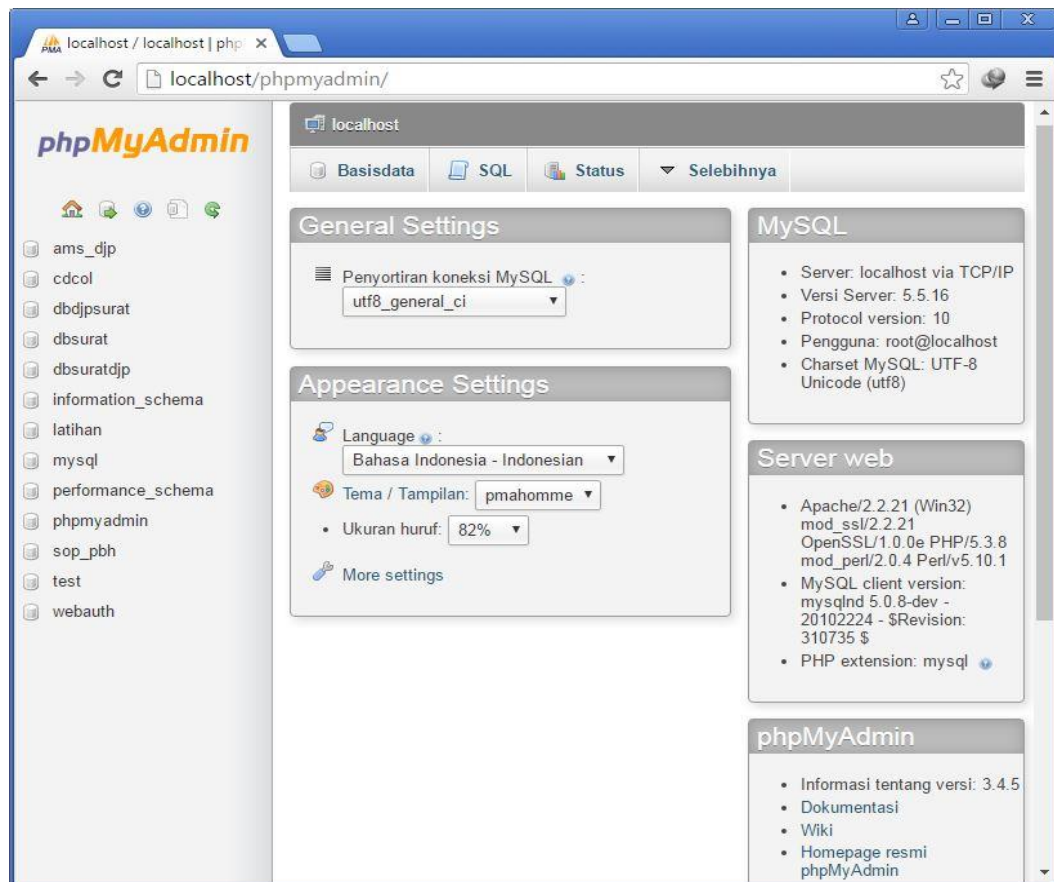 localhost / localhost | php
localhost/phpmyadmin/
phpMyAdmin
ams_djp
cdcol
dbdjpsurat
dbsurat
dbsuratdjp
information_schema
latihan
mysql
performance_schema
phpmyadmin
sop_pbh
test
webauth
localhost
Basisdata SQL Status Selebihnya
General Settings
Penyortiran koneksi MySQL :
utf8_general_ci
Appearance Settings
Language :
Bahasa Indonesia - Indonesian
Tema / Tampilan: pmahomme
• Ukuran huruf: 82%
More settings
MySQL
• Server: localhost via TCP/IP
• Versi Server: 5.5.16
• Protocol version: 10
• Pengguna: root@localhost
• Charset MySQL: UTF-8
Unicode (utf8)
Server web
• Apache/2.2.21 (Win32)
mod_ssl/2.2.21
OpenSSL/1.0.0e PHP/5.3.8
mod_perl/2.0.4 Perl/v5.10.1
• MySQL client version:
mysqlnd 5.0.8-dev -
20102224 - $Revision:
310735 $
• PHP extension: mysql
phpMyAdmin
• Informasi tentang versi: 3.4.5
• Dokumentasi
• Wiki
• Homepage resmi
phpMyAdmin